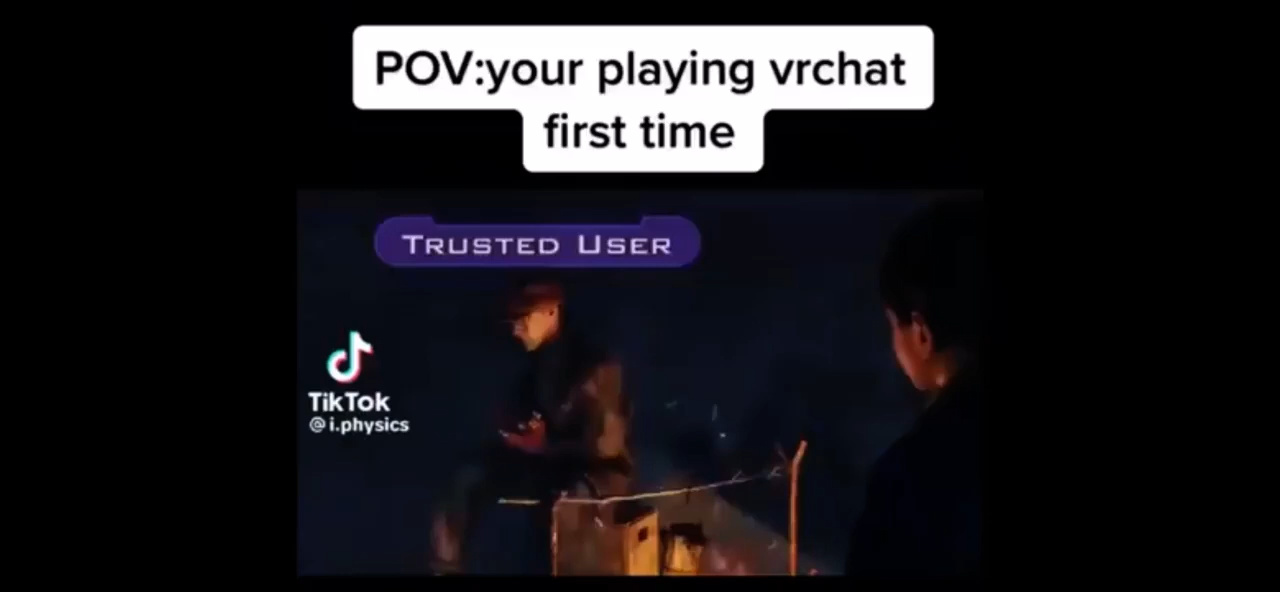 POV:your playing vrchat
first time
TRUSTED USER
TikTok
@i.physics